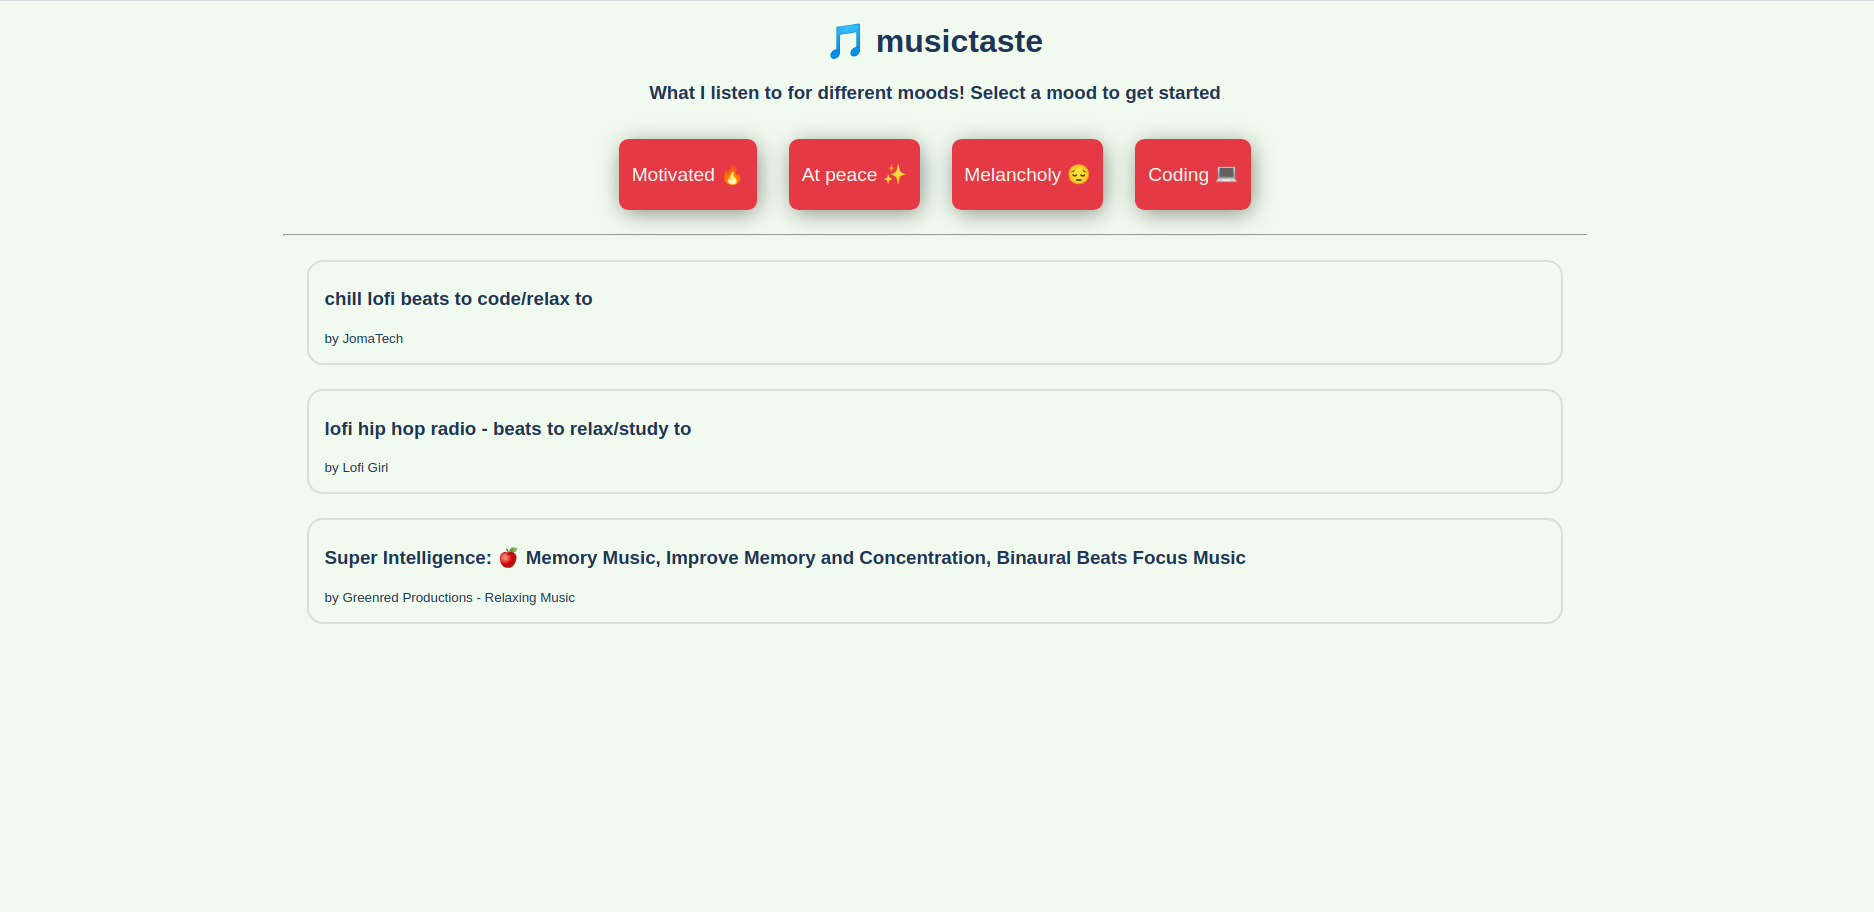 🎵 musictaste
What I listen to for different moods! Select a mood to get started
Motivated 🔥
At peace ✨
Melancholy 😔
Coding 💻
chill lofi beats to code/relax to
by JomaTech
lofi hip hop radio - beats to relax/study to
by Lofi Girl
Super Intelligence: 🍎 Memory Music, Improve Memory and Concentration, Binaural Beats Focus Music
by Greenred Productions - Relaxing Music